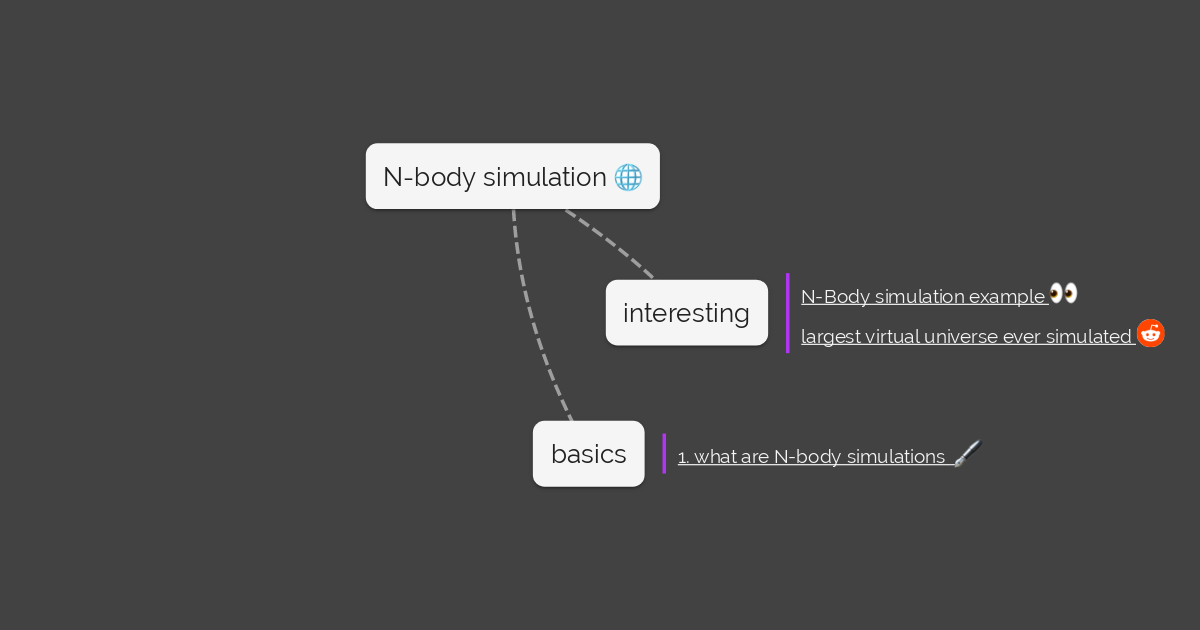 N-body simulation 🌐
interesting
N-Body simulation example 👀
largest virtual universe ever simulated
basics
1. what are N-body simulations 🖌️